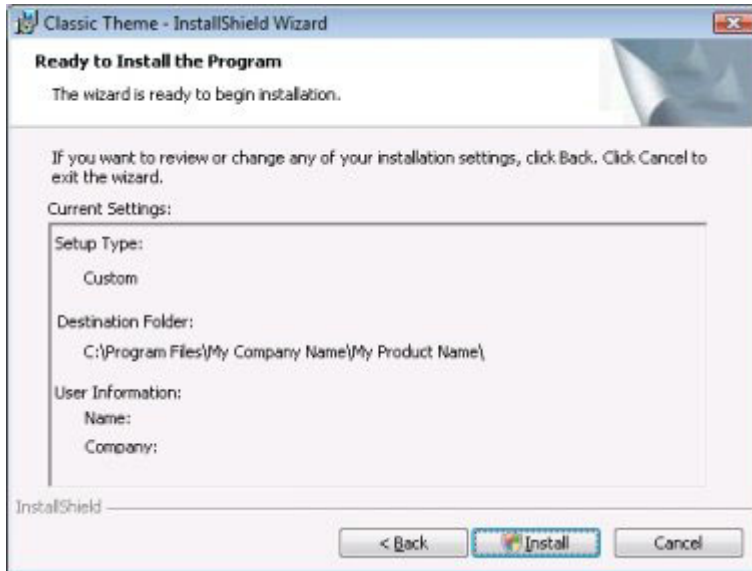 Classic Theme - InstallShield Wizard
Ready to Install the Program
The wizard is ready to begin installation.
If you want to review or change any of your installation settings, click Back. Click Cancel to
exit the wizard.
Current Settings:
Setup Type:
Custom
Destination Folder:
C:\Program Files\My Company Name\My Product Name\
User Information:
Name:
Company:
InstallShield
< Back Install Cancel